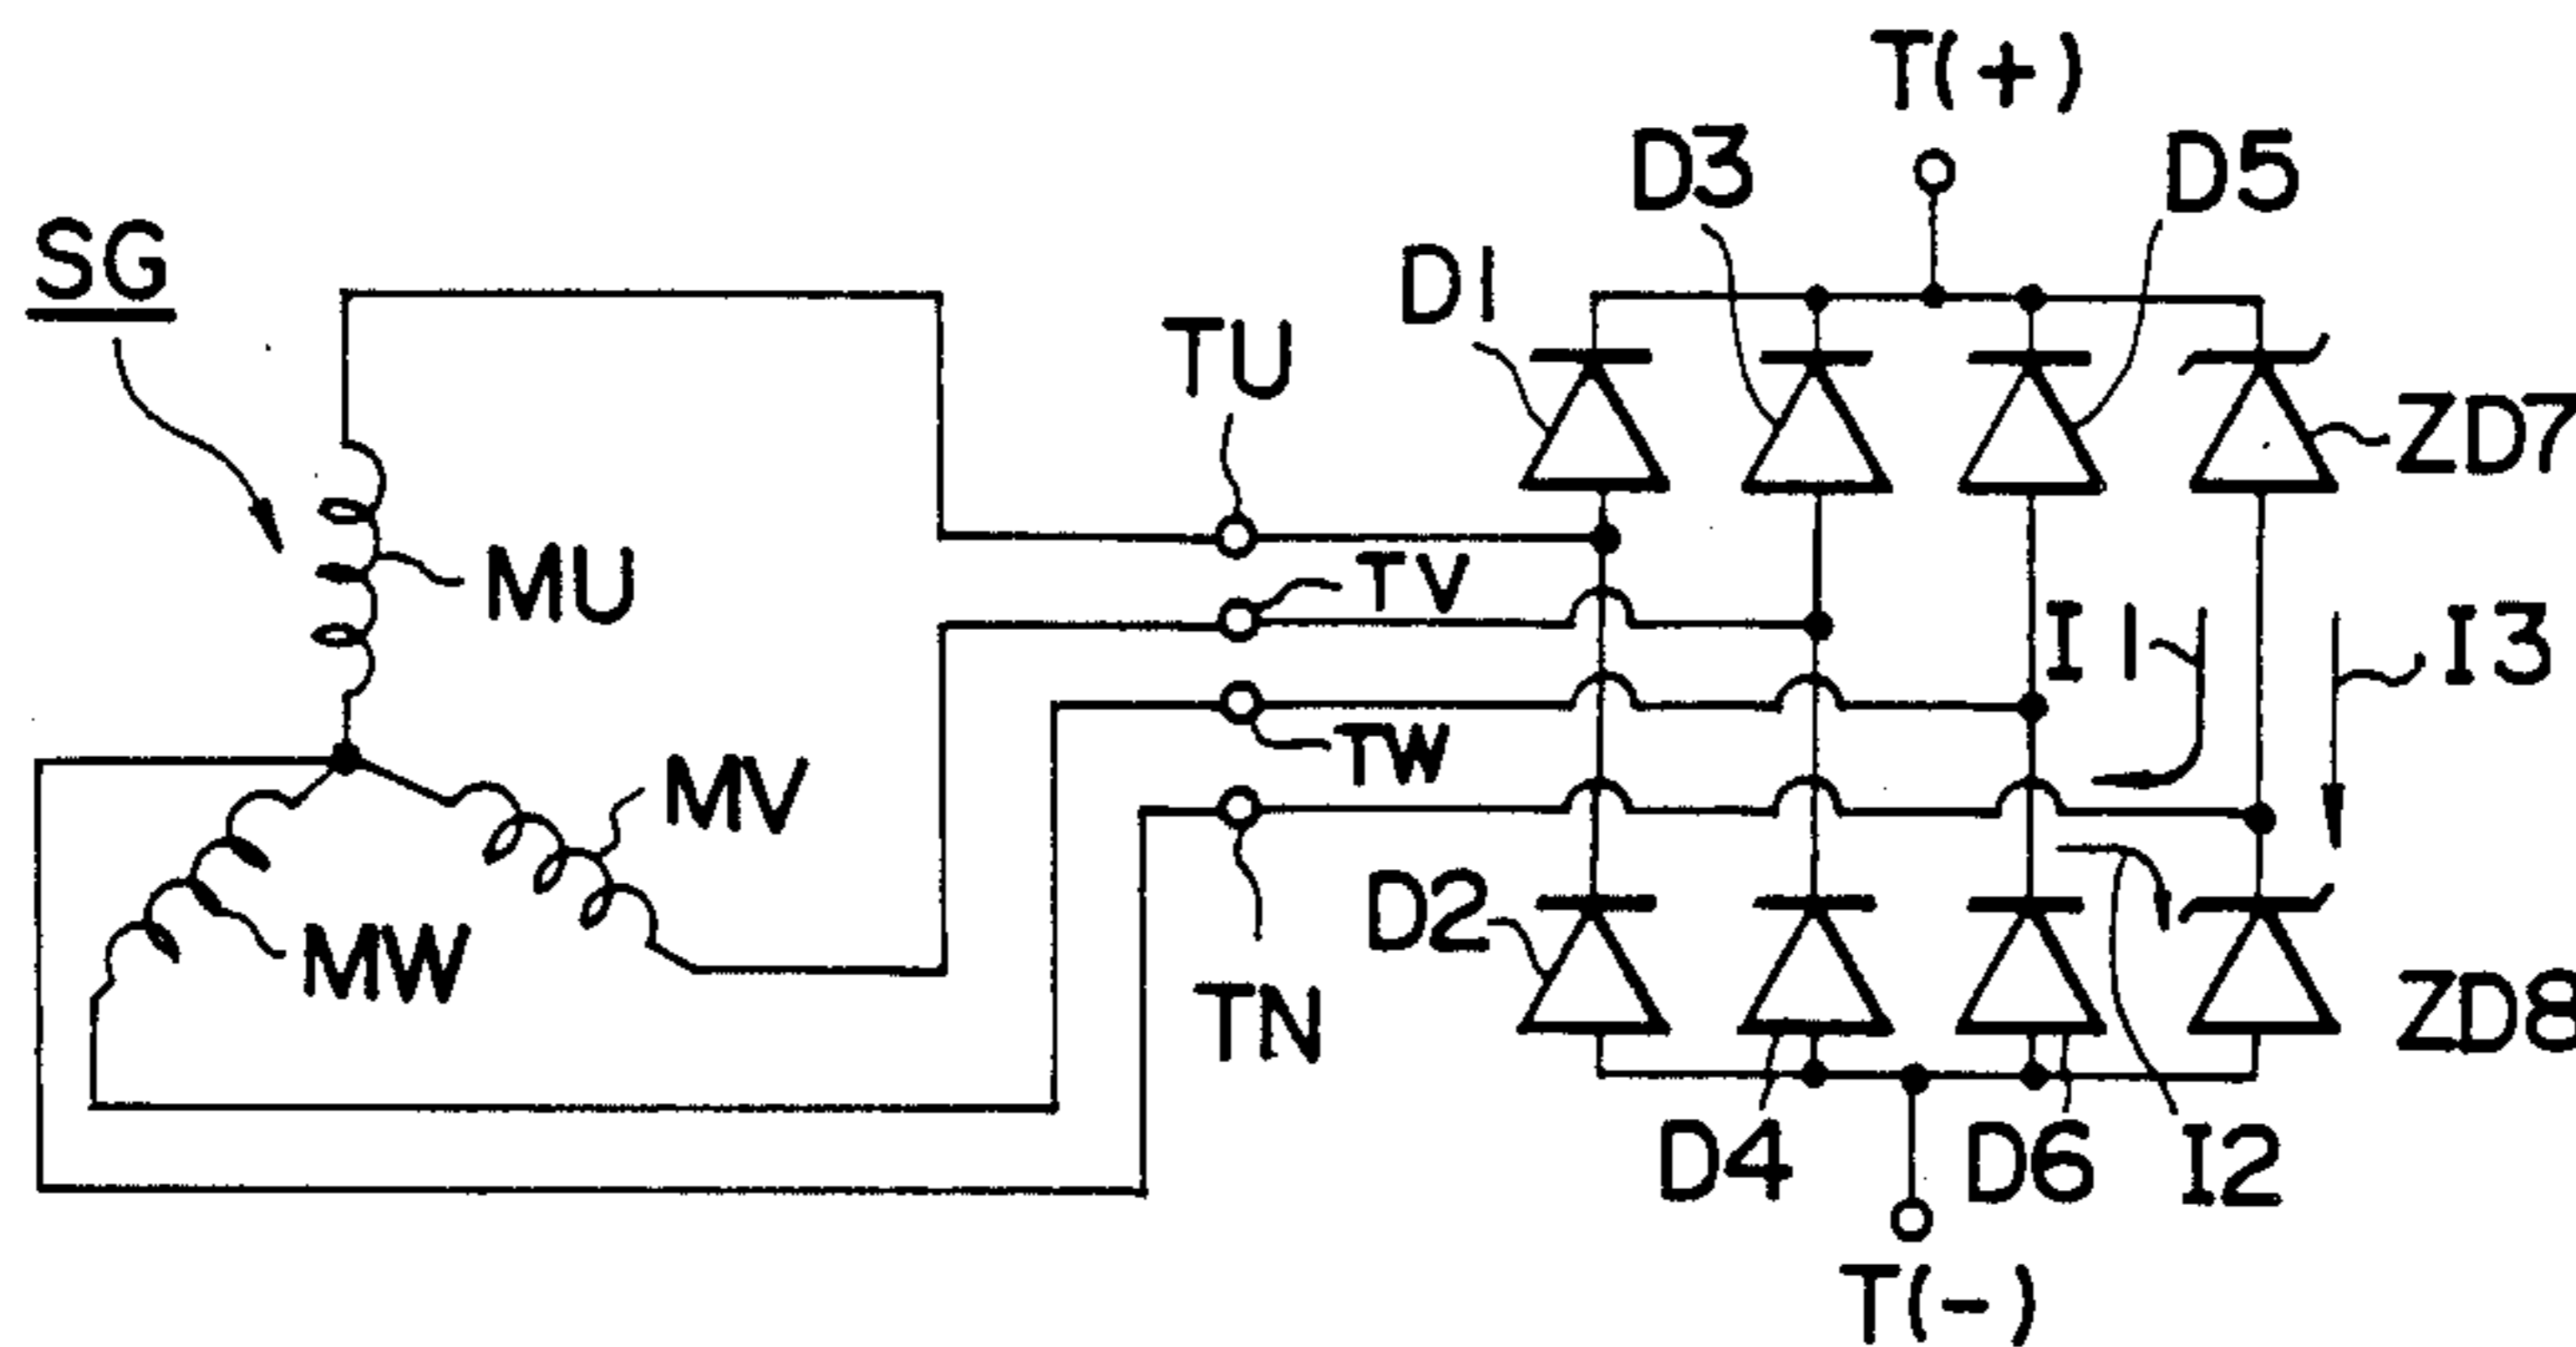 T(+)
D3
D5
SG
D1
TU
ZD7
TV
MU
I1
I3
TW
MV
D2
MW
TN
ZD8
D4
D6
I2
T(-)